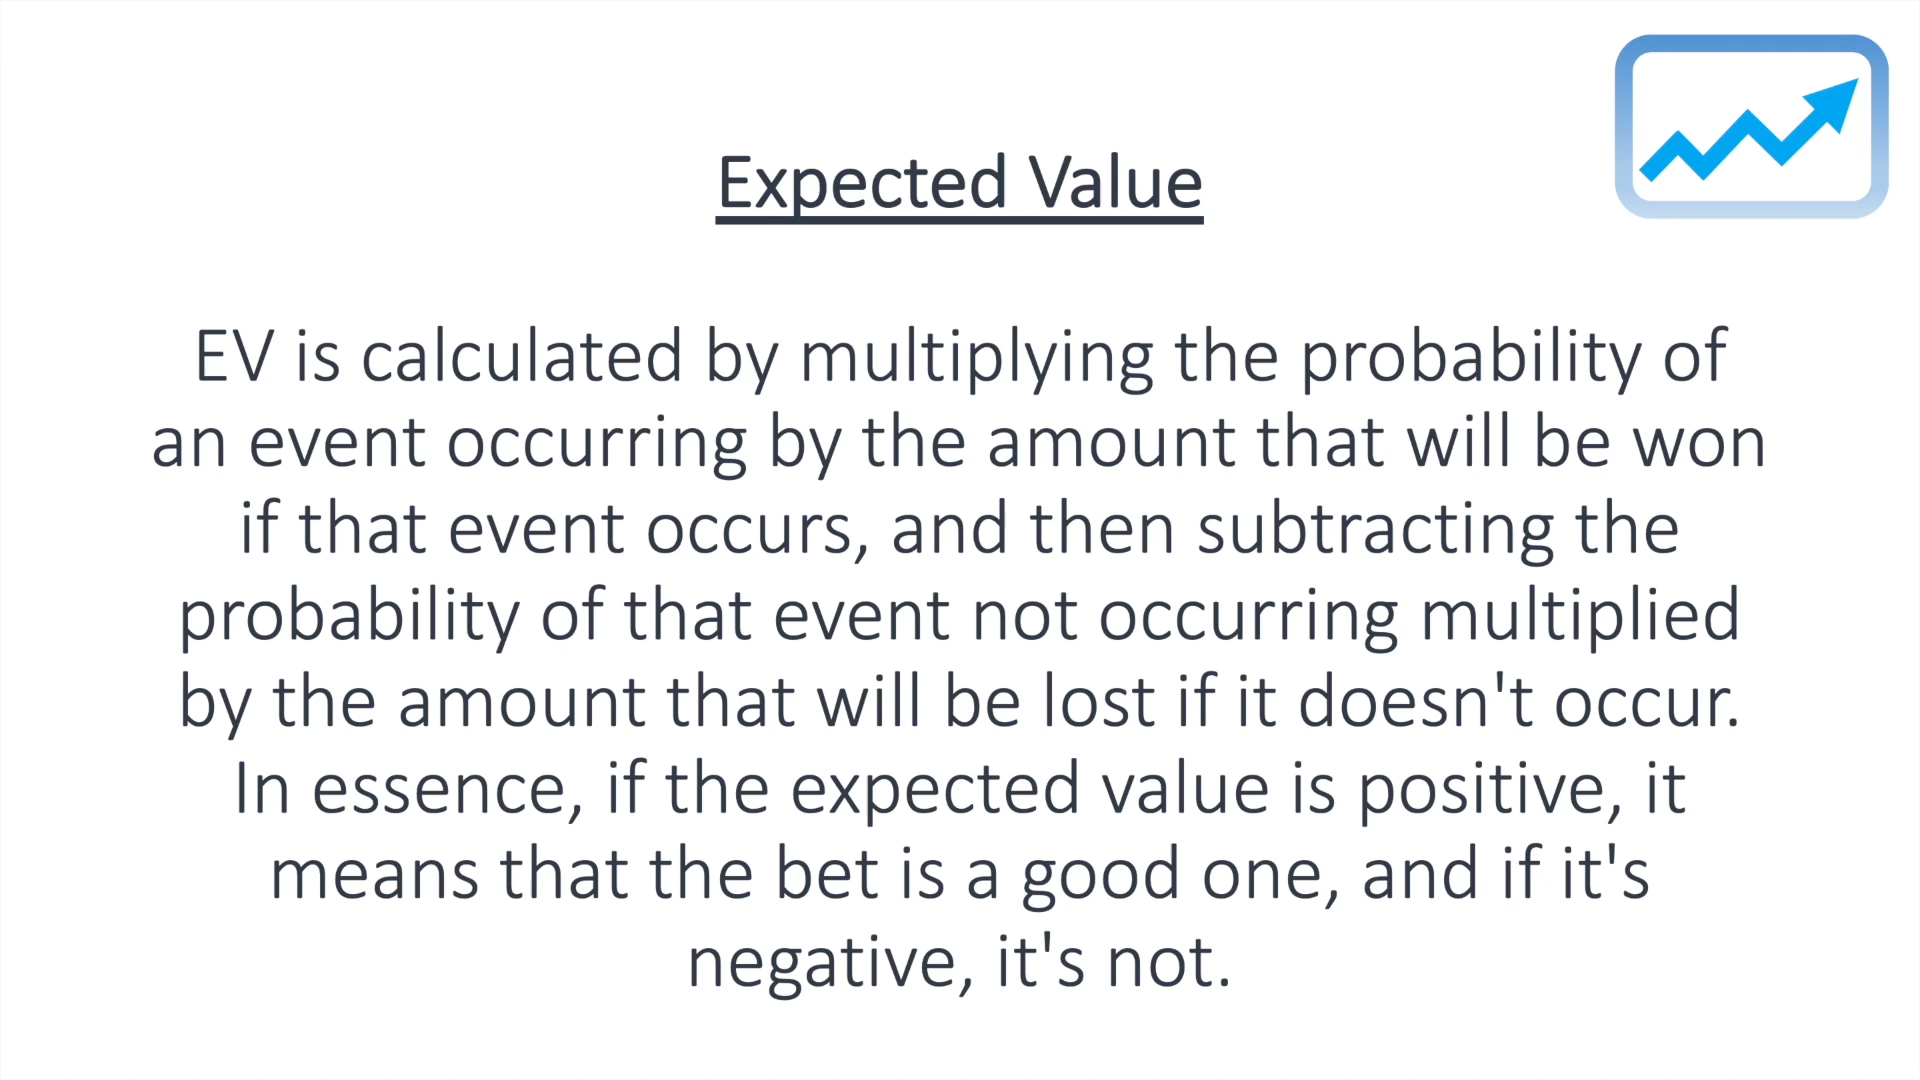 Expected Value
EV is calculated by multiplying the probability of
an event occurring by the amount that will be won
if that event occurs, and then subtracting the
probability of that event not occurring multiplied
by the amount that will be lost if it doesn't occur.
In essence, if the expected value is positive, it
means that the bet is a good one, and if it's
negative, it's not.